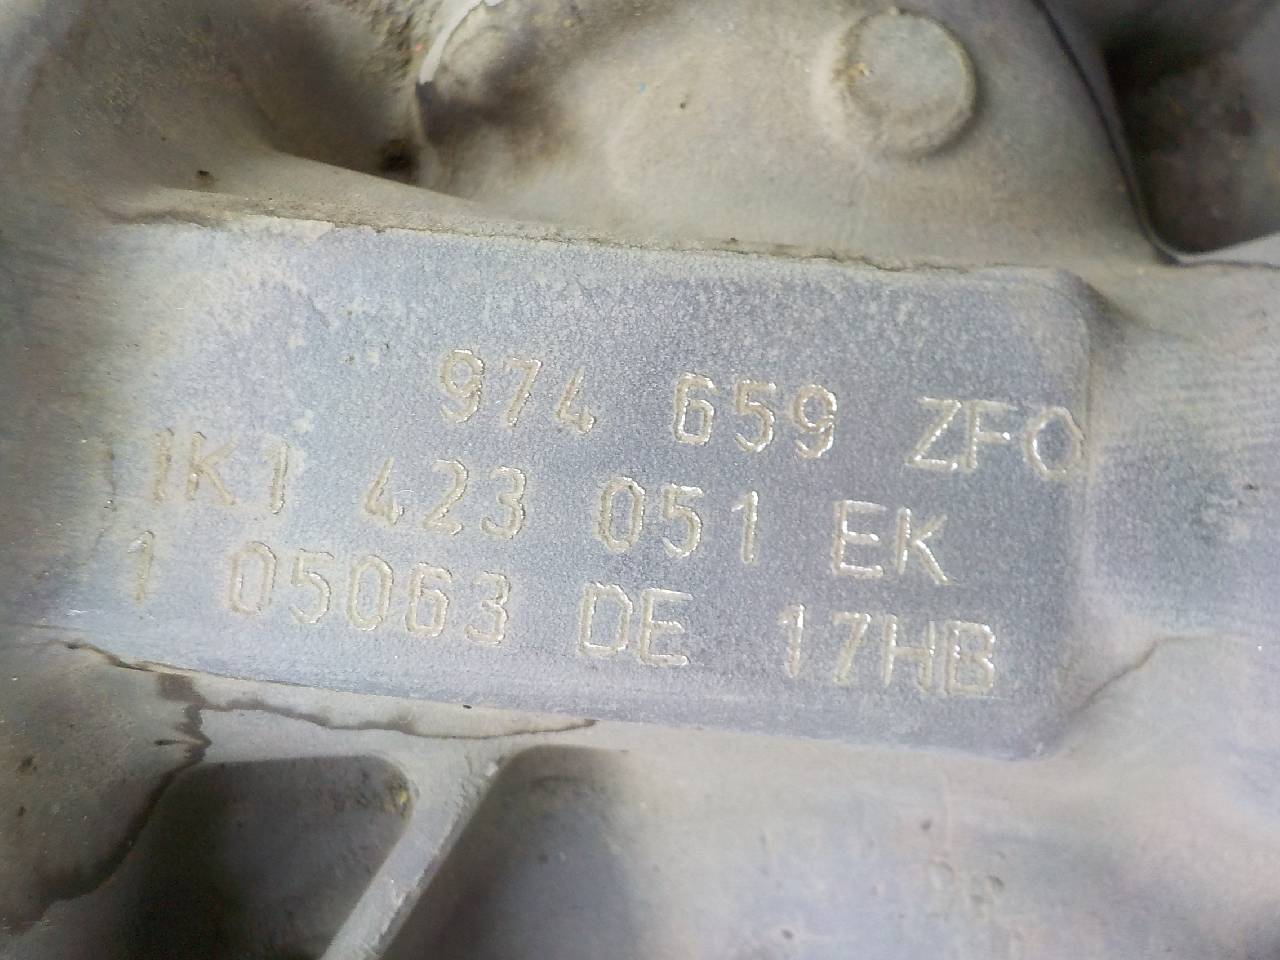 974 659 ZFO
1K1 423 051 EK
1 05063 DE 17HB